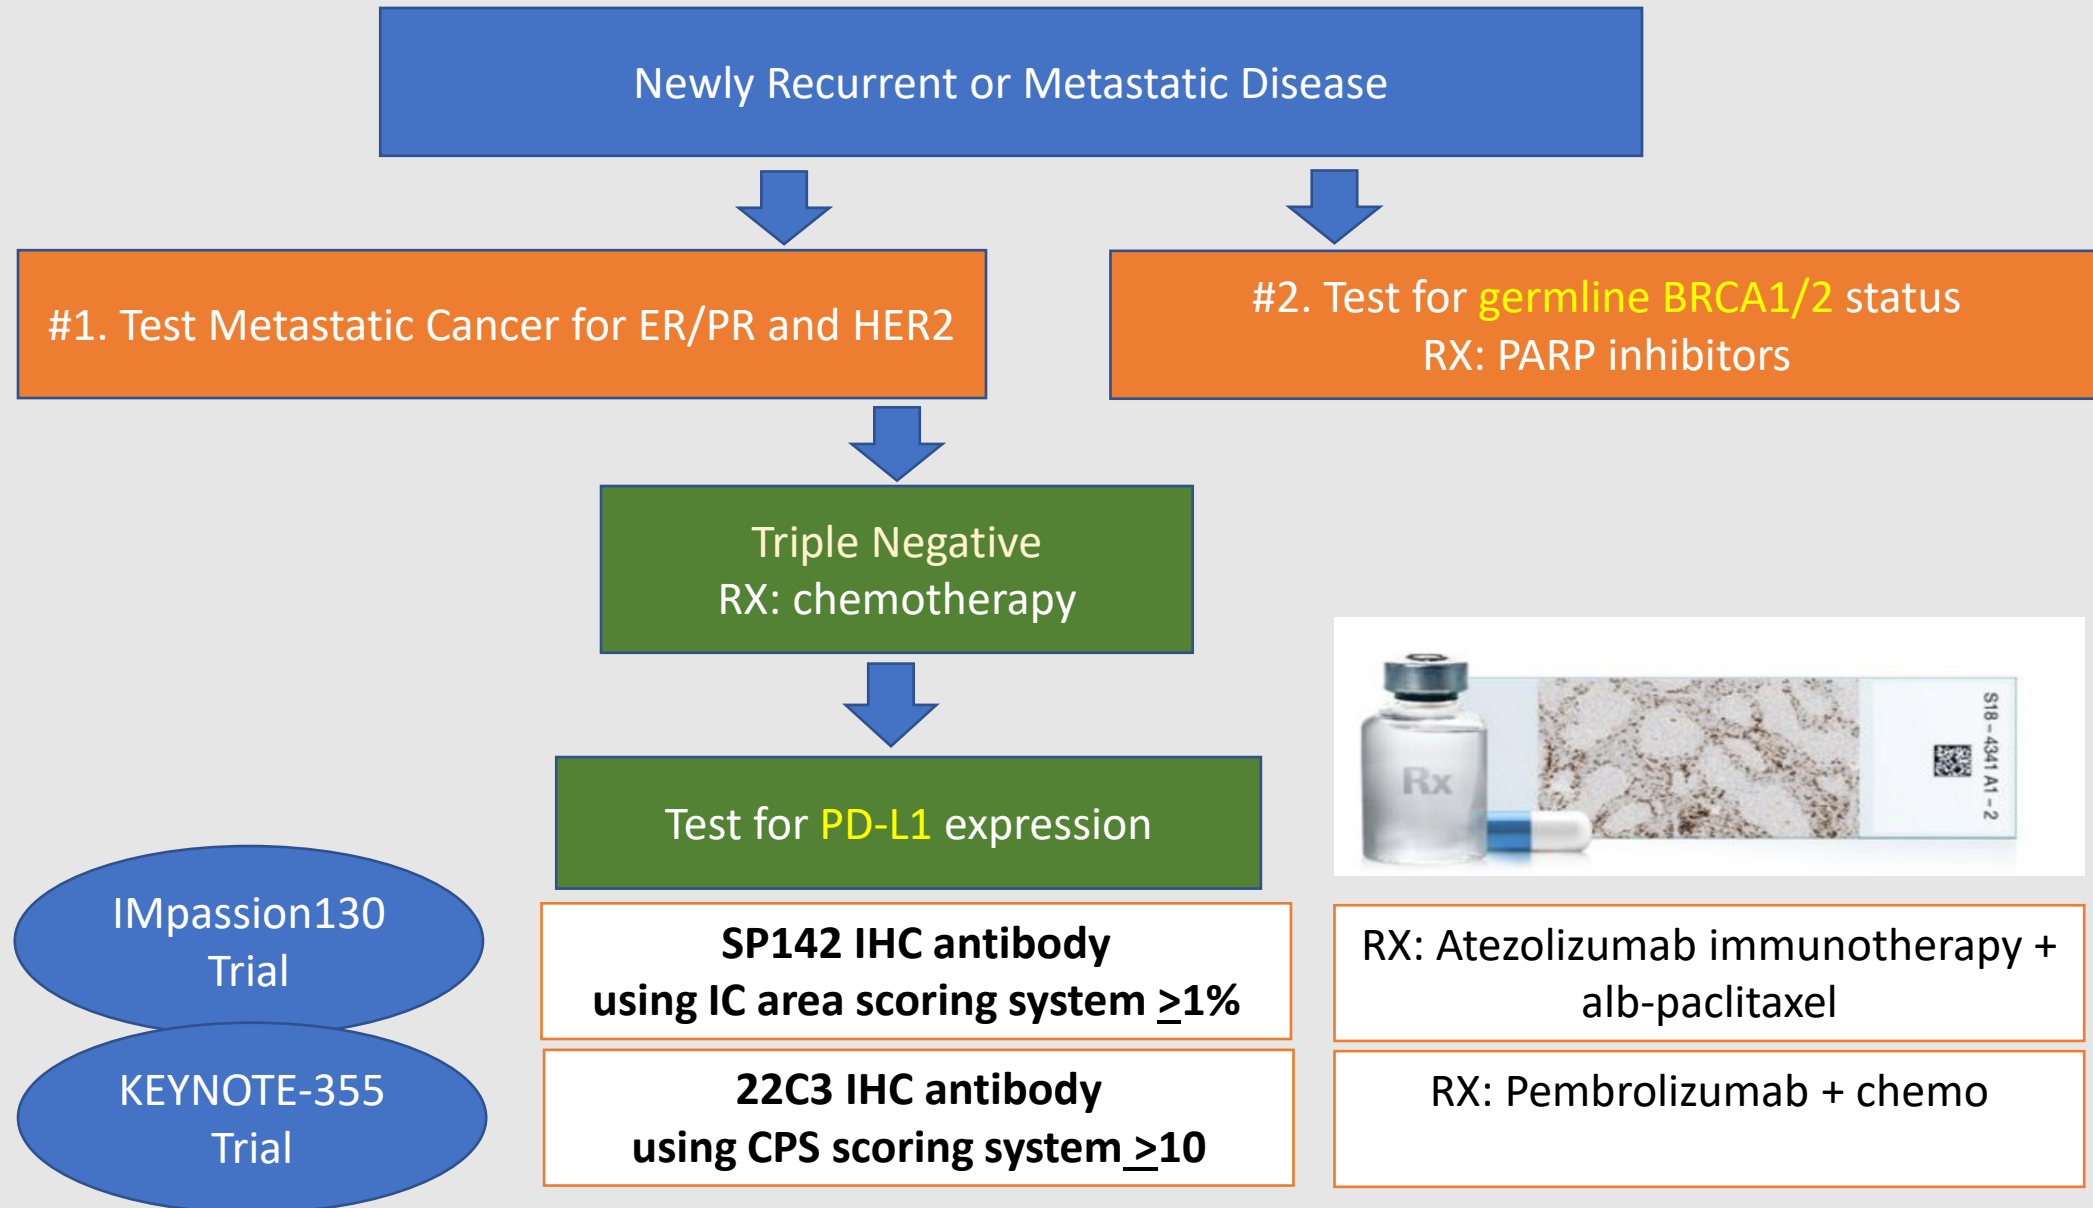 Newly Recurrent or Metastatic Disease
#1. Test Metastatic Cancer for ER/PR and HER2
#2. Test for germline BRCA1/2 status
RX: PARP inhibitors
Triple Negative
RX: chemotherapy
Test for PD-L1 expression
Rx
S18-4341 A1-2
IMpassion130
Trial
SP142 IHC antibody
using IC area scoring system ≥1%
RX: Atezolizumab immunotherapy +
alb-paclitaxel
KEYNOTE-355
Trial
22C3 IHC antibody
using CPS scoring system ≥10
RX: Pembrolizumab + chemo